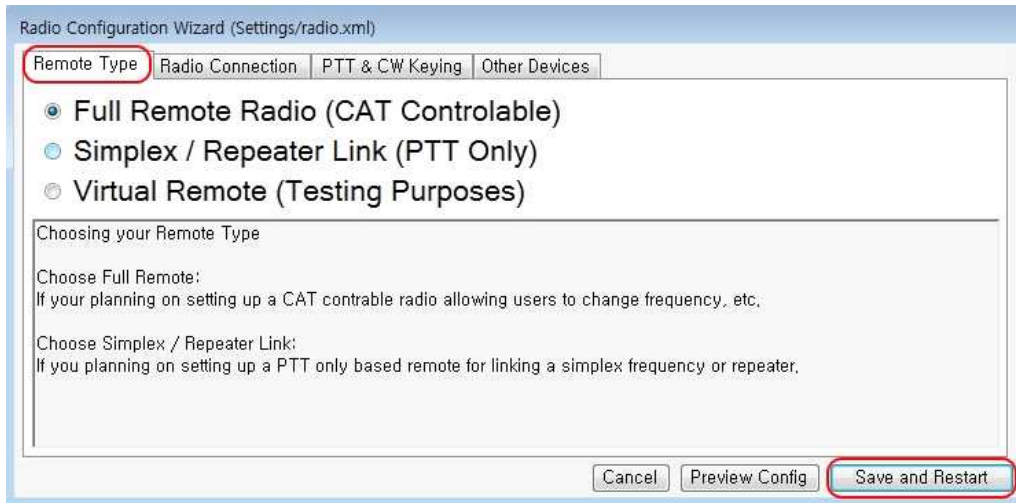 Radio Configuration Wizard (Settings/radio.xml)
Remote Type Radio Connection PTT & CW Keying Other Devices
Full Remote Radio (CAT Controlable)
Simplex / Repeater Link (PTT Only)
Virtual Remote (Testing Purposes)
Choosing your Remote Type
Choose Full Remote:
If your planning on setting up a CAT contrable radio allowing users to change frequency, etc,
Choose Simplex / Repeater Link:
If you planning on setting up a PTT only based remote for linking a simplex frequency or repeater,
Cancel Preview Config Save and Restart